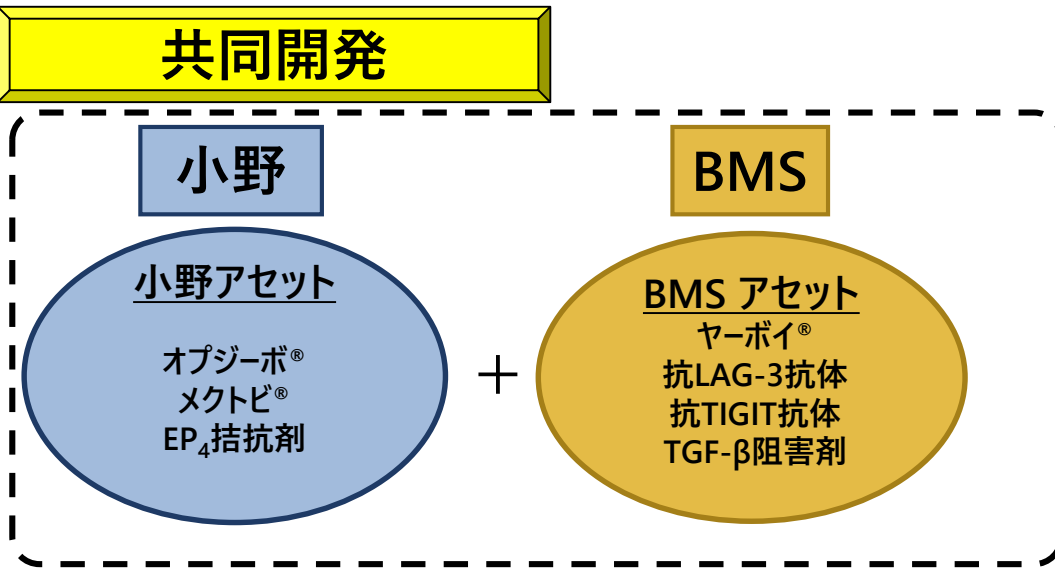 共同開発
小野
BMS
小野アセット
オプジーボ®
メクトビ®
EP₄拮抗剤
+
BMS アセット
ヤーボイ®
抗LAG-3抗体
抗TIGIT抗体
TGF-β阻害剤